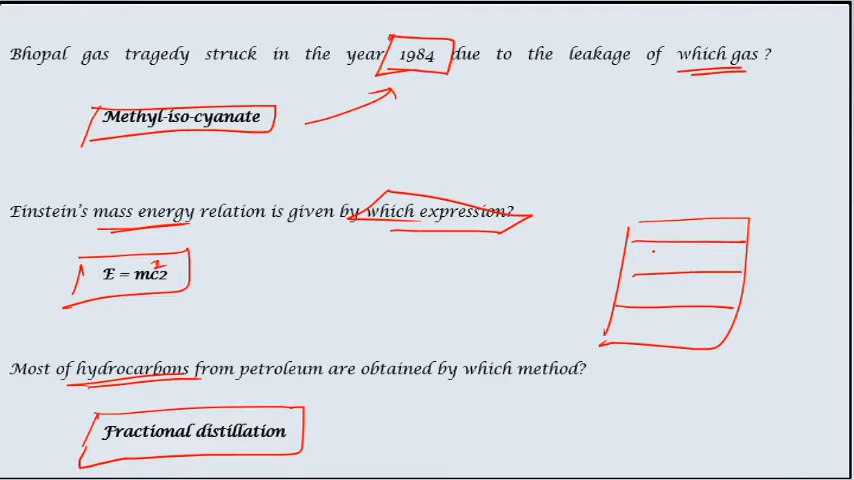 Bhopal gas tragedy struck in the year 1984 due to the leakage of which gas ?
Methyl-iso-cyanate
Einstein's mass energy relation is given by which expression?
2
E = mc2
Most of hydrocarbons from petroleum are obtained by which method?
Fractional distillation